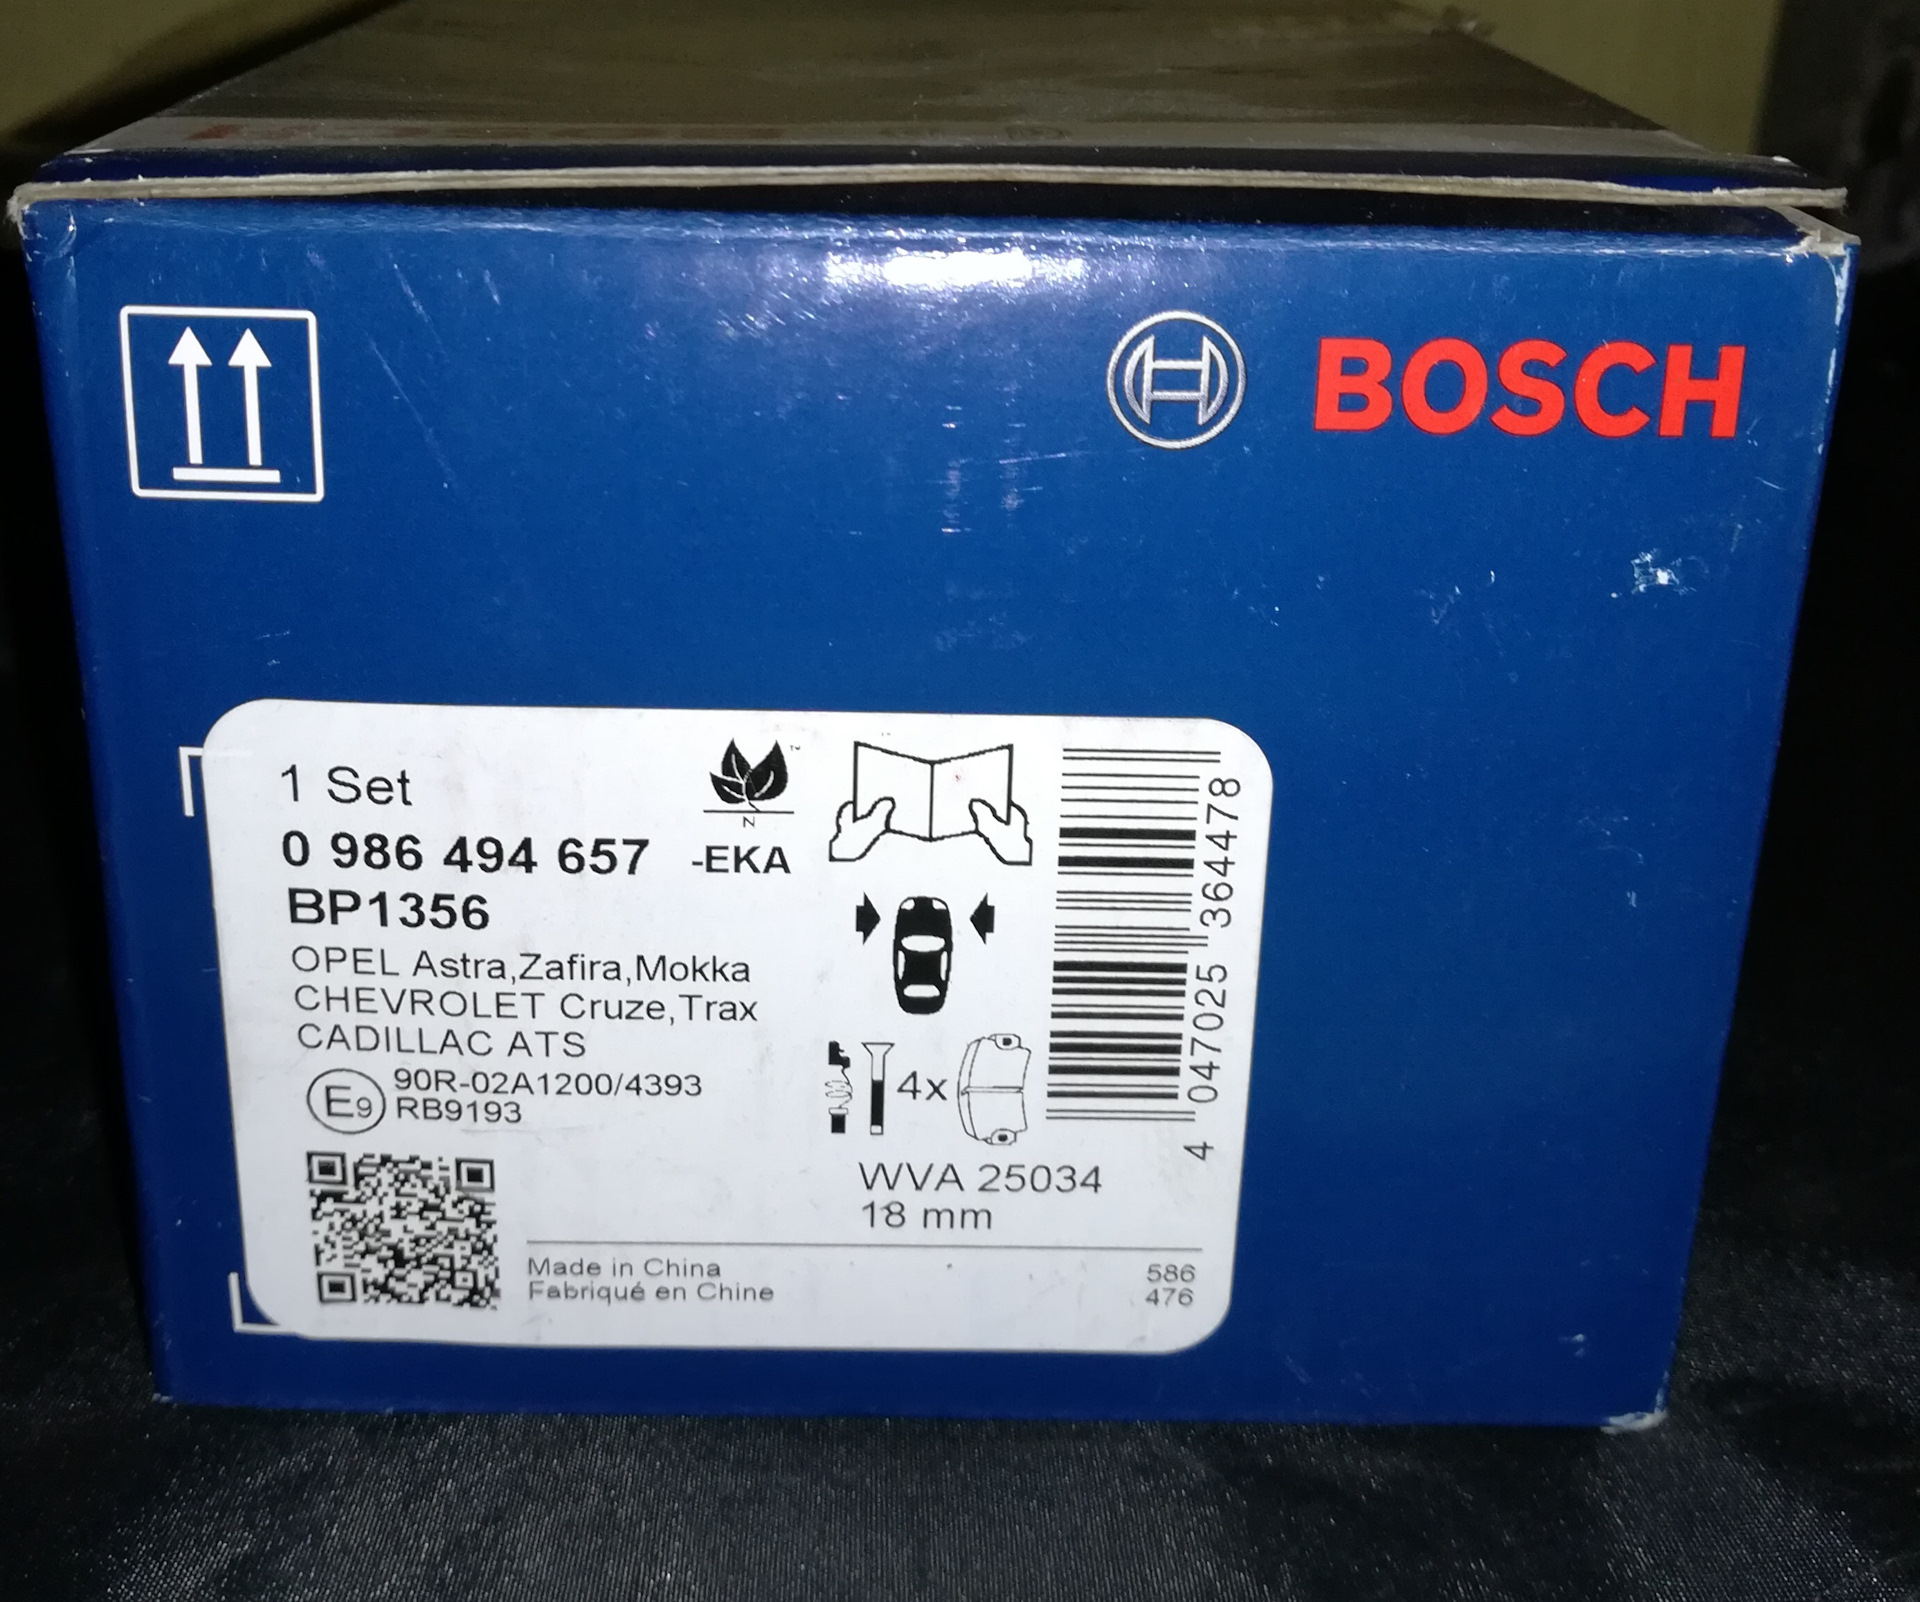 BOSCH
1 Set
N
0 986 494 657 -EKA
BP1356
OPEL Astra,Zafira,Mokka
CHEVROLET Cruze,Trax
CADILLAC ATS
E9 90R-02A1200/4393
RB9193
4x
4 047025 364478
WVA 25034
18 mm
Made in China
Fabriqué en Chine
586
476